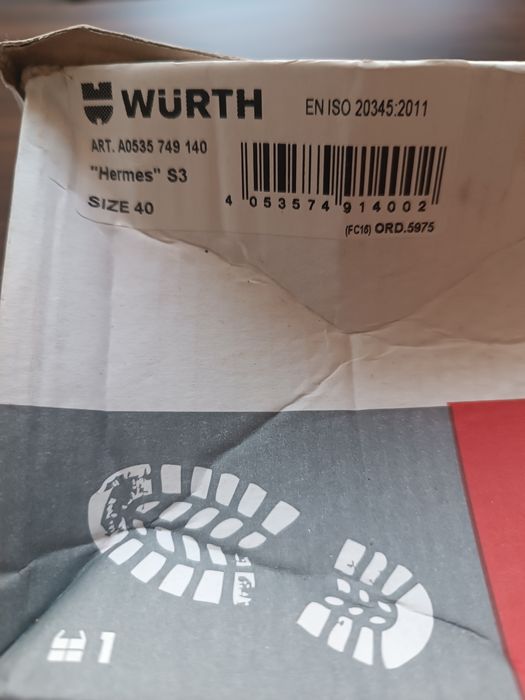 WÜRTH
EN ISO 20345:2011
ART. A0535 749 140
"Hermes" S3
SIZE 40
4 053574 914002
(FC16) ORD.5975
1